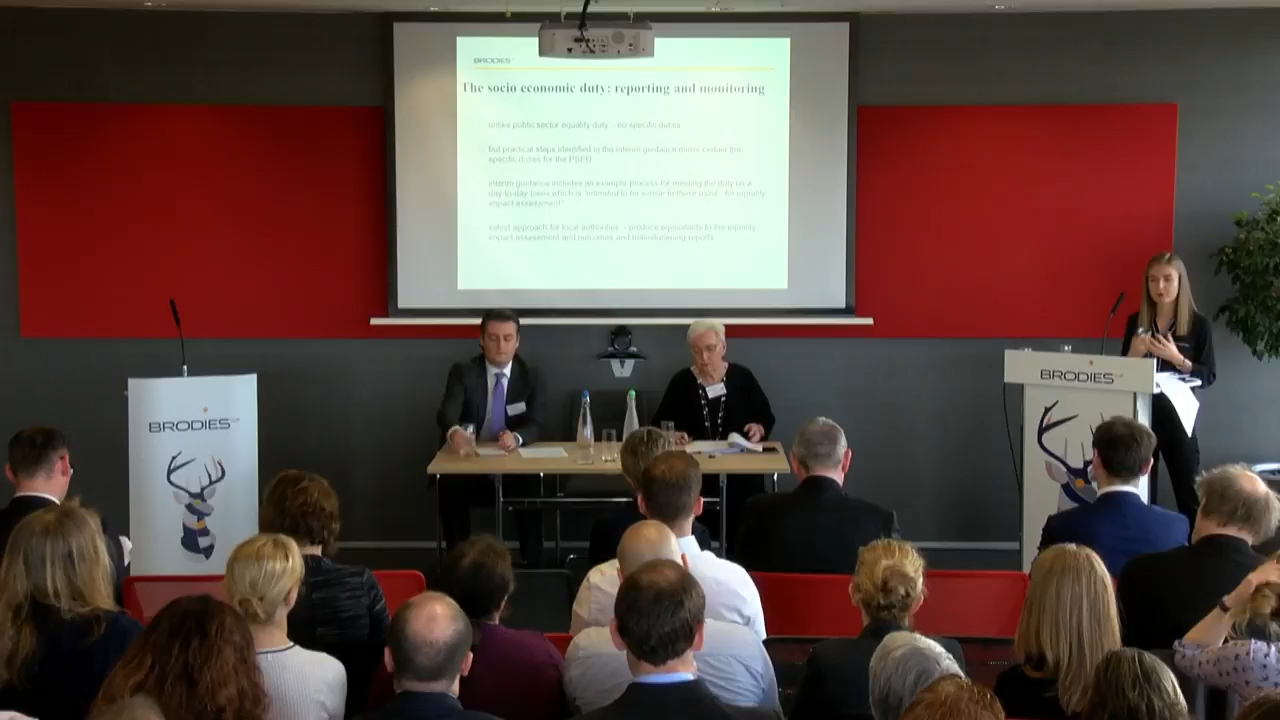 BRODIES
The socio economic duty: reporting and monitoring
unlike public sector equality duty – no specific duties
but practical steps identified in the interim guidance mirror certain the
specific duties for the PSED
interim guidance includes an example process for meeting the duty on a
day-to-day basis which is "intended to be similar to those used for equality
impact assessment"
safest approach for local authorities – produce equivalents to the equality
impact assessment and outcomes and mainstreaming reports
BRODIES
BRODIES